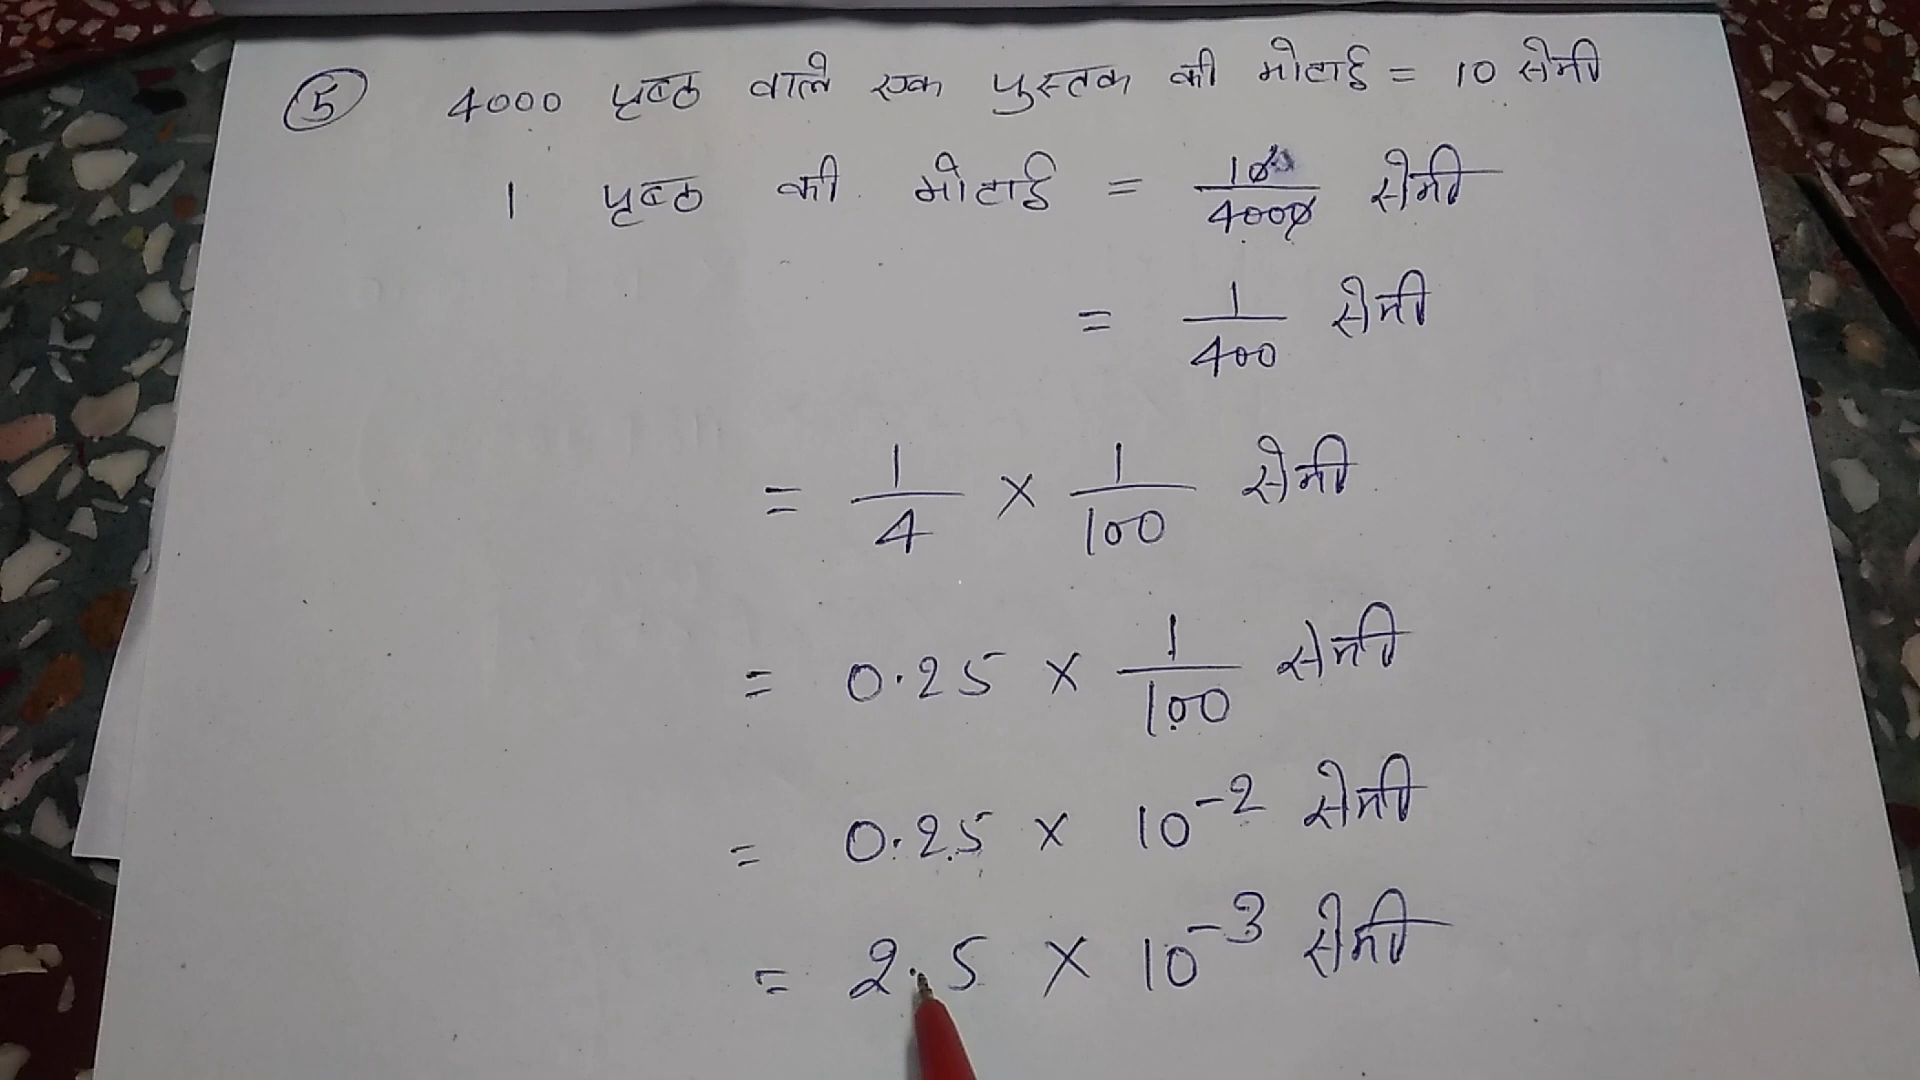 (5) 4000 पृष्ठ वाले एक पुस्तक की मोटाई = 10 सेमी
1 पृष्ठ की मोटाई = 10/4000 सेमी
= 1/400 सेमी
= 1/4 × 1/100 सेमी
= 0.25 × 1/100 सेमी
= 0.25 × 10⁻² सेमी
= 2.5 × 10⁻³ सेमी